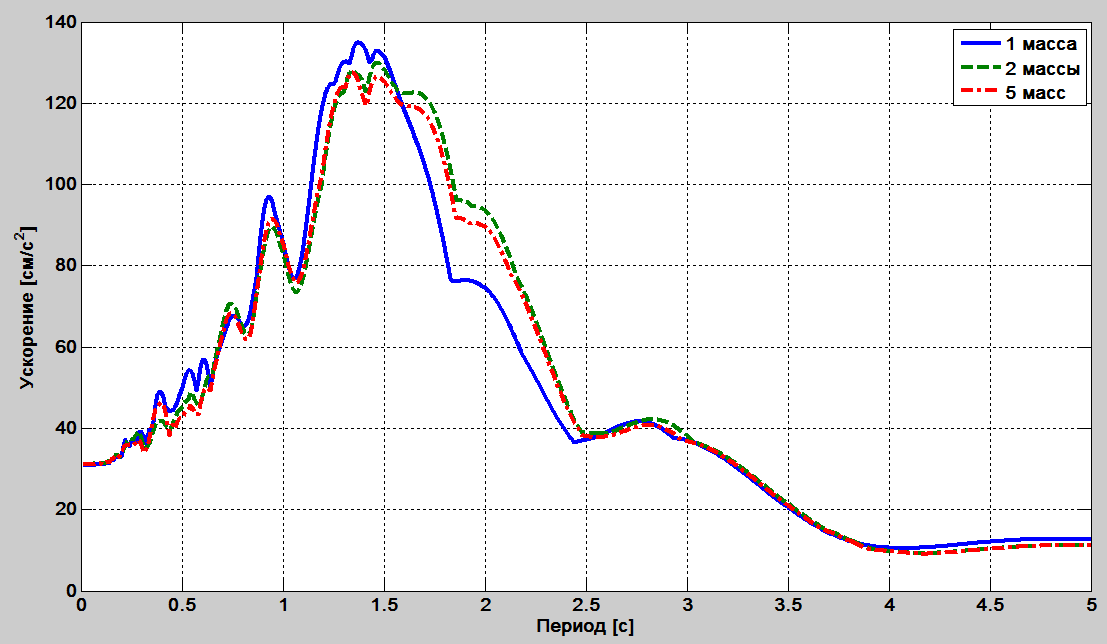 140
120
100
80
60
40
20
0
Ускорение [см/с²]
1 масса
2 массы
5 масс
0 0.5 1 1.5 2 2.5 3 3.5 4 4.5 5
Период [с]